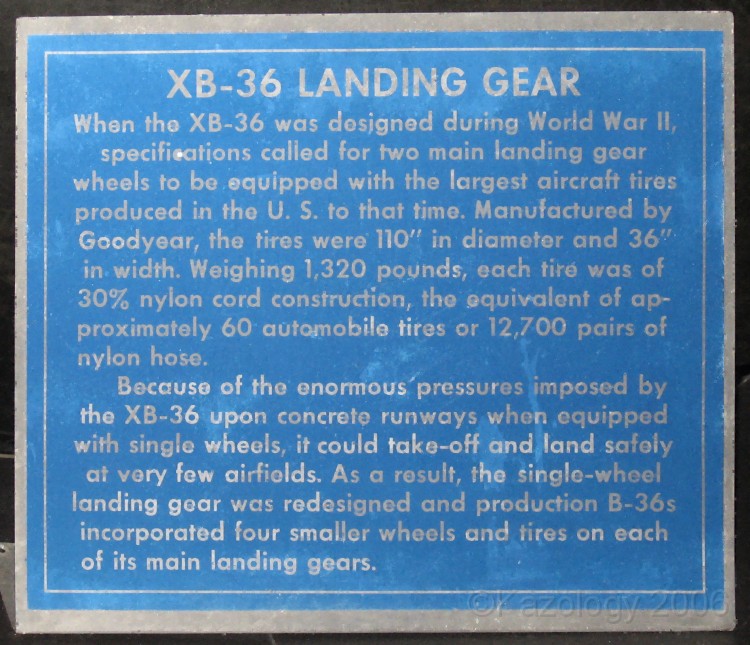 XB-36 LANDING GEAR
When the XB-36 was designed during World War II,
specifications called for two main landing gear
wheels to be equipped with the largest aircraft tires
produced in the U. S. to that time. Manufactured by
Goodyear, the tires were 110" in diameter and 36"
in width. Weighing 1,320 pounds, each tire was of
30% nylon cord construction, the equivalent of ap-
proximately 60 automobile tires or 12,700 pairs of
nylon hose.
Because of the enormous pressures imposed by
the XB-36 upon concrete runways when equipped
with single wheels, it could take-off and land safely
at very few airfields. As a result, the single-wheel
landing gear was redesigned and production B-36s
incorporated four smaller wheels and tires on each
of its main landing gears.
©Kazology 2006